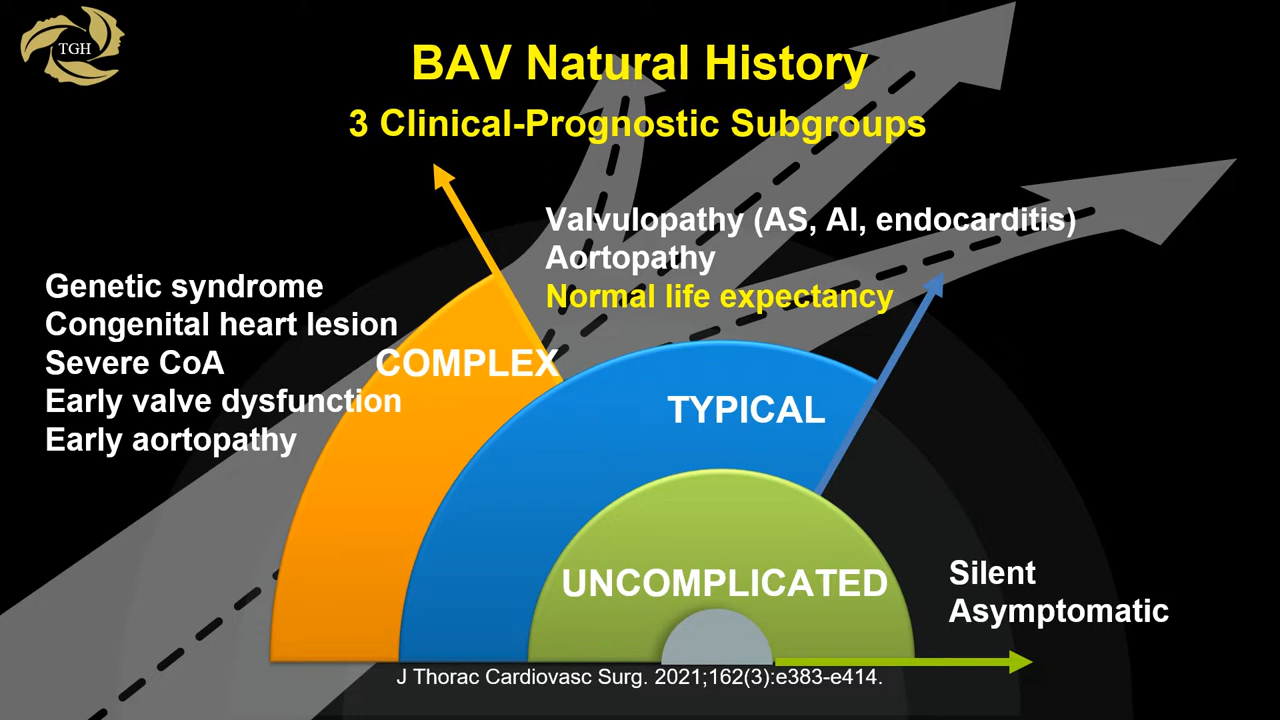 TGH
BAV Natural History
3 Clinical-Prognostic Subgroups
Valvulopathy (AS, AI, endocarditis)
Aortopathy
Normal life expectancy
Genetic syndrome
Congenital heart lesion
Severe CoA
Early valve dysfunction
Early aortopathy
COMPLEX
TYPICAL
UNCOMPLICATED
Silent
Asymptomatic
J Thorac Cardiovasc Surg. 2021;162(3):e383-e414.